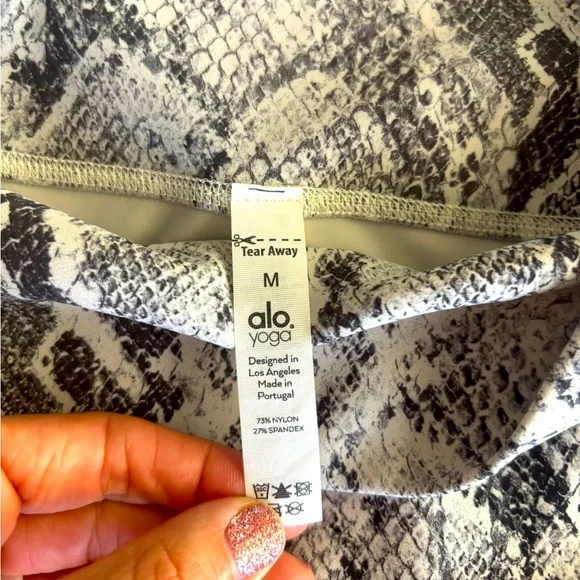 Tear Away
M
alo
yoga
Designed in
Los Angeles
Made in
Portugal
73% NYLON
27% SPANDEX